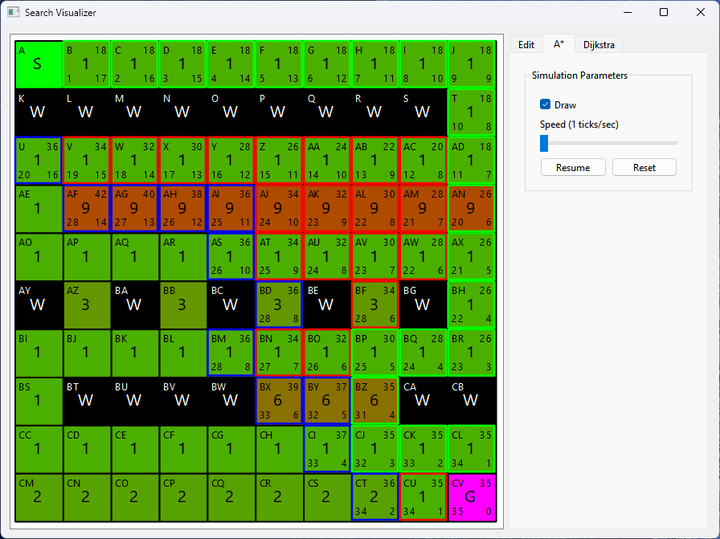 Search Visualizer
A B 18 C 18 D 18 E 18 F 18 G 18 H 18 I 18 J 18
S 1 1 1 1 1 1 1 1 1
1 17 2 16 3 15 4 14 5 13 6 12 7 11 8 10 9 9
K L M N O P Q R S T 18
W W W W W W W W W 1
10 8
U 36 V 34 W 32 X 30 Y 28 Z 26 AA 24 AB 22 AC 20 AD 18
1 1 1 1 1 1 1 1 1 1
20 16 19 15 18 14 17 13 16 12 15 11 14 10 13 9 12 8 11 7
AE AF 42 AG 40 AH 38 AI 36 AJ 34 AK 32 AL 30 AM 28 AN 26
1 9 9 9 9 9 9 9 9 9
28 14 27 13 26 12 25 11 24 10 23 9 22 8 21 7 20 6
AO AP AQ AR AS 36 AT 34 AU 32 AV 30 AW 28 AX 26
1 1 1 1 1 1 1 1 1 1
26 10 25 9 24 8 23 7 22 6 21 5
AY AZ BA BB BC BD 36 BE BF 34 BG BH 26
W 3 W 3 W 3 W 3 W 1
28 8 28 6 22 4
BI BJ BK BL BM 36 BN 34 BO 32 BP 30 BQ 28 BR 26
1 1 1 1 1 1 1 1 1 1
28 8 27 7 26 6 25 5 24 4 23 3
BS BT BU BV BW BX 39 BY 37 BZ 35 CA CB
1 W W W W 6 6 6 W W
33 6 32 5 31 4
CC CD CE CF CG CH CI 37 CJ 35 CK 35 CL 35
1 1 1 1 1 1 1 1 1 1
33 4 32 3 33 2 34 1
CM CN CO CP CQ CR CS CT 36 CU 35 CV 35
2 2 2 2 2 2 2 2 1 G
34 2 34 1 35 0
Edit A* Dijkstra
Simulation Parameters
Draw
Speed (1 ticks/sec)
Resume Reset